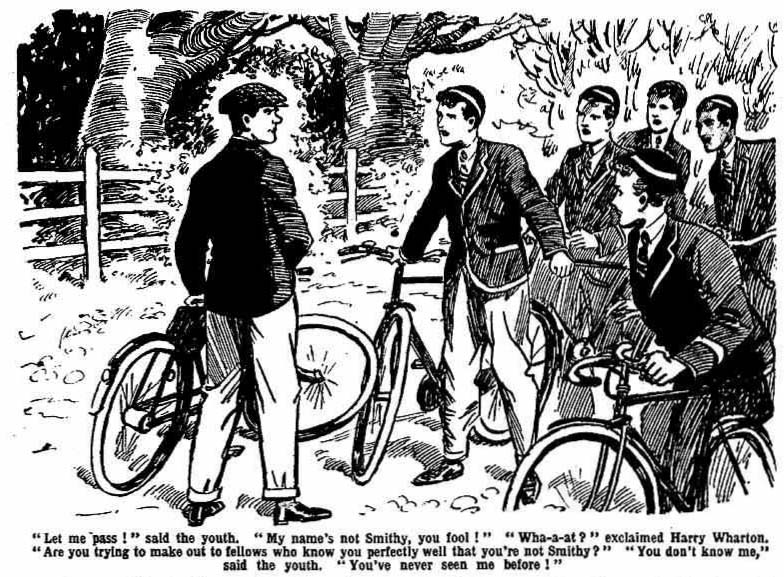 "Let me pass!" said the youth. "My name's not Smithy, you fool!" "Wha-a-at?" exclaimed Harry Wharton.
"Are you trying to make out to fellows who know you perfectly well that you're not Smithy?" "You don't know me,"
said the youth. "You've never seen me before!"